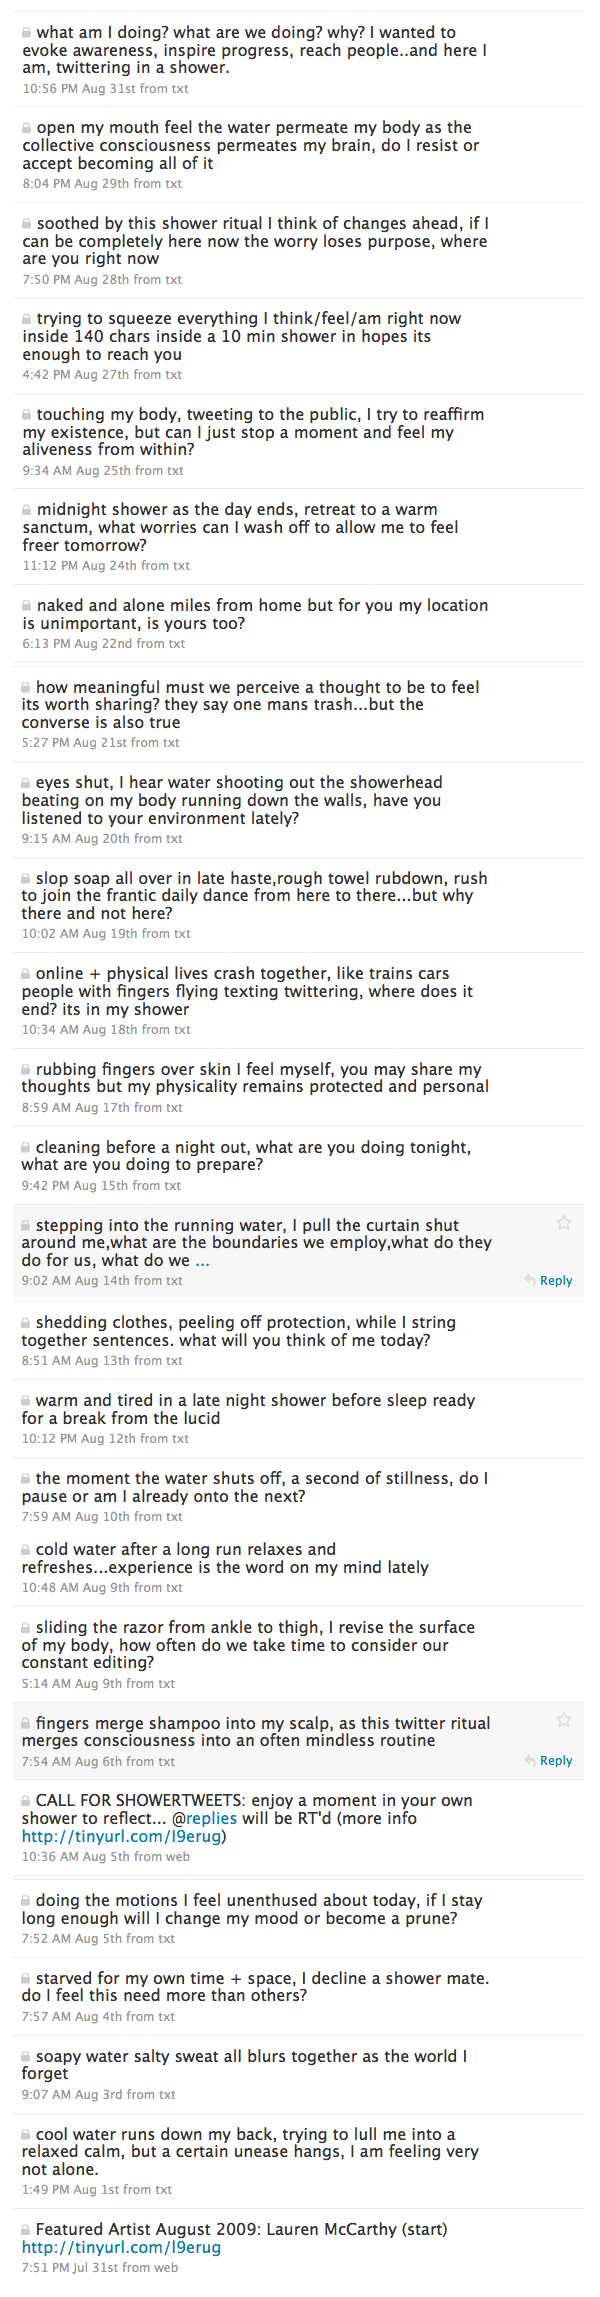 what am I doing? what are we doing? why? I wanted to
evoke awareness, inspire progress, reach people..and here I
am, twittering in a shower.
10:56 PM Aug 31st from txt
open my mouth feel the water permeate my body as the
collective consciousness permeates my brain, do I resist or
accept becoming all of it
8:04 PM Aug 29th from txt
soothed by this shower ritual I think of changes ahead, if I
can be completely here now the worry loses purpose, where
are you right now
7:50 PM Aug 28th from txt
trying to squeeze everything I think/feel/am right now
inside 140 chars inside a 10 min shower in hopes its
enough to reach you
4:42 PM Aug 27th from txt
touching my body, tweeting to the public, I try to reaffirm
my existence, but can I just stop a moment and feel my
aliveness from within?
9:34 AM Aug 25th from txt
midnight shower as the day ends, retreat to a warm
sanctum, what worries can I wash off to allow me to feel
freer tomorrow?
11:12 PM Aug 24th from txt
naked and alone miles from home but for you my location
is unimportant, is yours too?
6:13 PM Aug 22nd from txt
how meaningful must we perceive a thought to be to feel
its worth sharing? they say one mans trash...but the
converse is also true
5:27 PM Aug 21st from txt
eyes shut, I hear water shooting out the showerhead
beating on my body running down the walls, have you
listened to your environment lately?
9:15 AM Aug 20th from txt
slop soap all over in late haste,rough towel rubdown, rush
to join the frantic daily dance from here to there...but why
there and not here?
10:02 AM Aug 19th from txt
online + physical lives crash together, like trains cars
people with fingers flying texting twittering, where does it
end? its in my shower
10:34 AM Aug 18th from txt
rubbing fingers over skin I feel myself, you may share my
thoughts but my physicality remains protected and personal
8:59 AM Aug 17th from txt
cleaning before a night out, what are you doing tonight,
what are you doing to prepare?
9:42 PM Aug 15th from txt
stepping into the running water, I pull the curtain shut
around me,what are the boundaries we employ,what do they
do for us, what do we ...
9:02 AM Aug 14th from txt
Reply
shedding clothes, peeling off protection, while I string
together sentences. what will you think of me today?
8:51 AM Aug 13th from txt
warm and tired in a late night shower before sleep ready
for a break from the lucid
10:12 PM Aug 12th from txt
the moment the water shuts off, a second of stillness, do I
pause or am I already onto the next?
7:59 AM Aug 10th from txt
cold water after a long run relaxes and
refreshes...experience is the word on my mind lately
10:48 AM Aug 9th from txt
sliding the razor from ankle to thigh, I revise the surface
of my body, how often do we take time to consider our
constant editing?
5:14 AM Aug 9th from txt
fingers merge shampoo into my scalp, as this twitter ritual
merges consciousness into an often mindless routine
7:54 AM Aug 6th from txt
Reply
CALL FOR SHOWERTWEETS: enjoy a moment in your own
shower to reflect... @replies will be RT'd (more info
http://tinyurl.com/l9erug)
10:36 AM Aug 5th from web
doing the motions I feel unenthused about today, if I stay
long enough will I change my mood or become a prune?
7:52 AM Aug 5th from txt
starved for my own time + space, I decline a shower mate.
do I feel this need more than others?
7:57 AM Aug 4th from txt
soapy water salty sweat all blurs together as the world I
forget
9:07 AM Aug 3rd from txt
cool water runs down my back, trying to lull me into a
relaxed calm, but a certain unease hangs, I am feeling very
not alone.
1:49 PM Aug 1st from txt
Featured Artist August 2009: Lauren McCarthy (start)
http://tinyurl.com/l9erug
7:51 PM Jul 31st from web